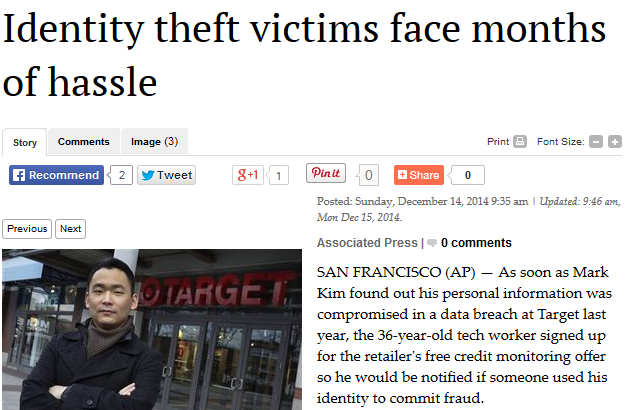 Identity theft victims face months
of hassle
Story Comments Image (3) Print Font Size:
Recommend 2 Tweet g+1 1 Pin it 0 Share 0
Posted: Sunday, December 14, 2014 9:35 am | Updated: 9:46 am,
Mon Dec 15, 2014.
Previous Next
Associated Press | 0 comments
TARGET
SAN FRANCISCO (AP) — As soon as Mark
Kim found out his personal information was
compromised in a data breach at Target last
year, the 36-year-old tech worker signed up
for the retailer's free credit monitoring offer
so he would be notified if someone used his
identity to commit fraud.